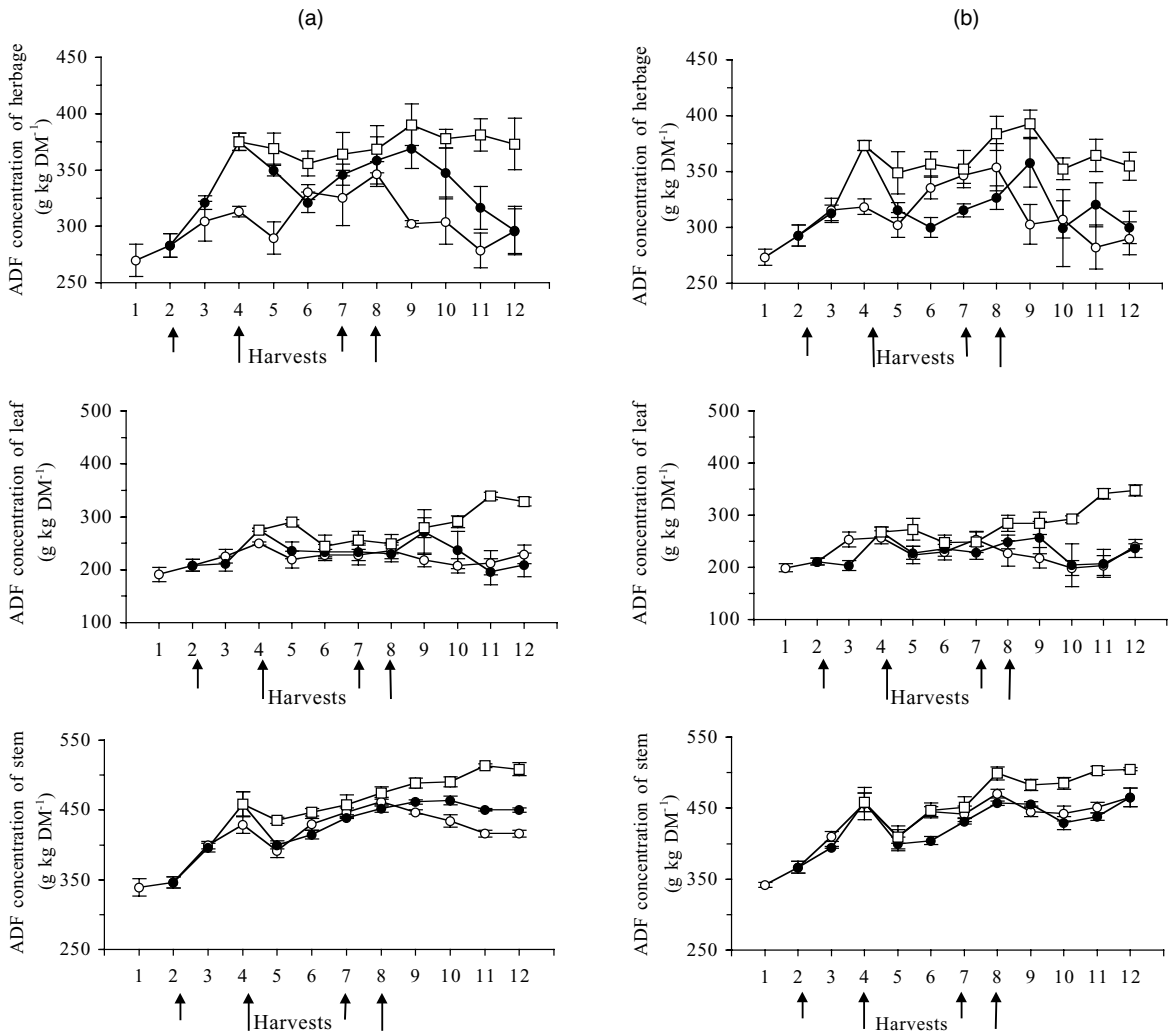 (a)
ADF concentration of herbage
(g kg DM⁻¹)
450
400
350
300
250
1 2 3 4 5 6 7 8 9 10 11 12
Harvests
(b)
ADF concentration of herbage
(g kg DM⁻¹)
450
400
350
300
250
1 2 3 4 5 6 7 8 9 10 11 12
Harvests
ADF concentration of leaf
(g kg DM⁻¹)
500
400
300
200
100
1 2 3 4 5 6 7 8 9 10 11 12
Harvests
ADF concentration of leaf
(g kg DM⁻¹)
500
400
300
200
100
1 2 3 4 5 6 7 8 9 10 11 12
Harvests
ADF concentration of stem
(g kg DM⁻¹)
550
450
350
250
1 2 3 4 5 6 7 8 9 10 11 12
Harvests
ADF concentration of stem
(g kg DM⁻¹)
550
450
350
250
1 2 3 4 5 6 7 8 9 10 11 12
Harvests